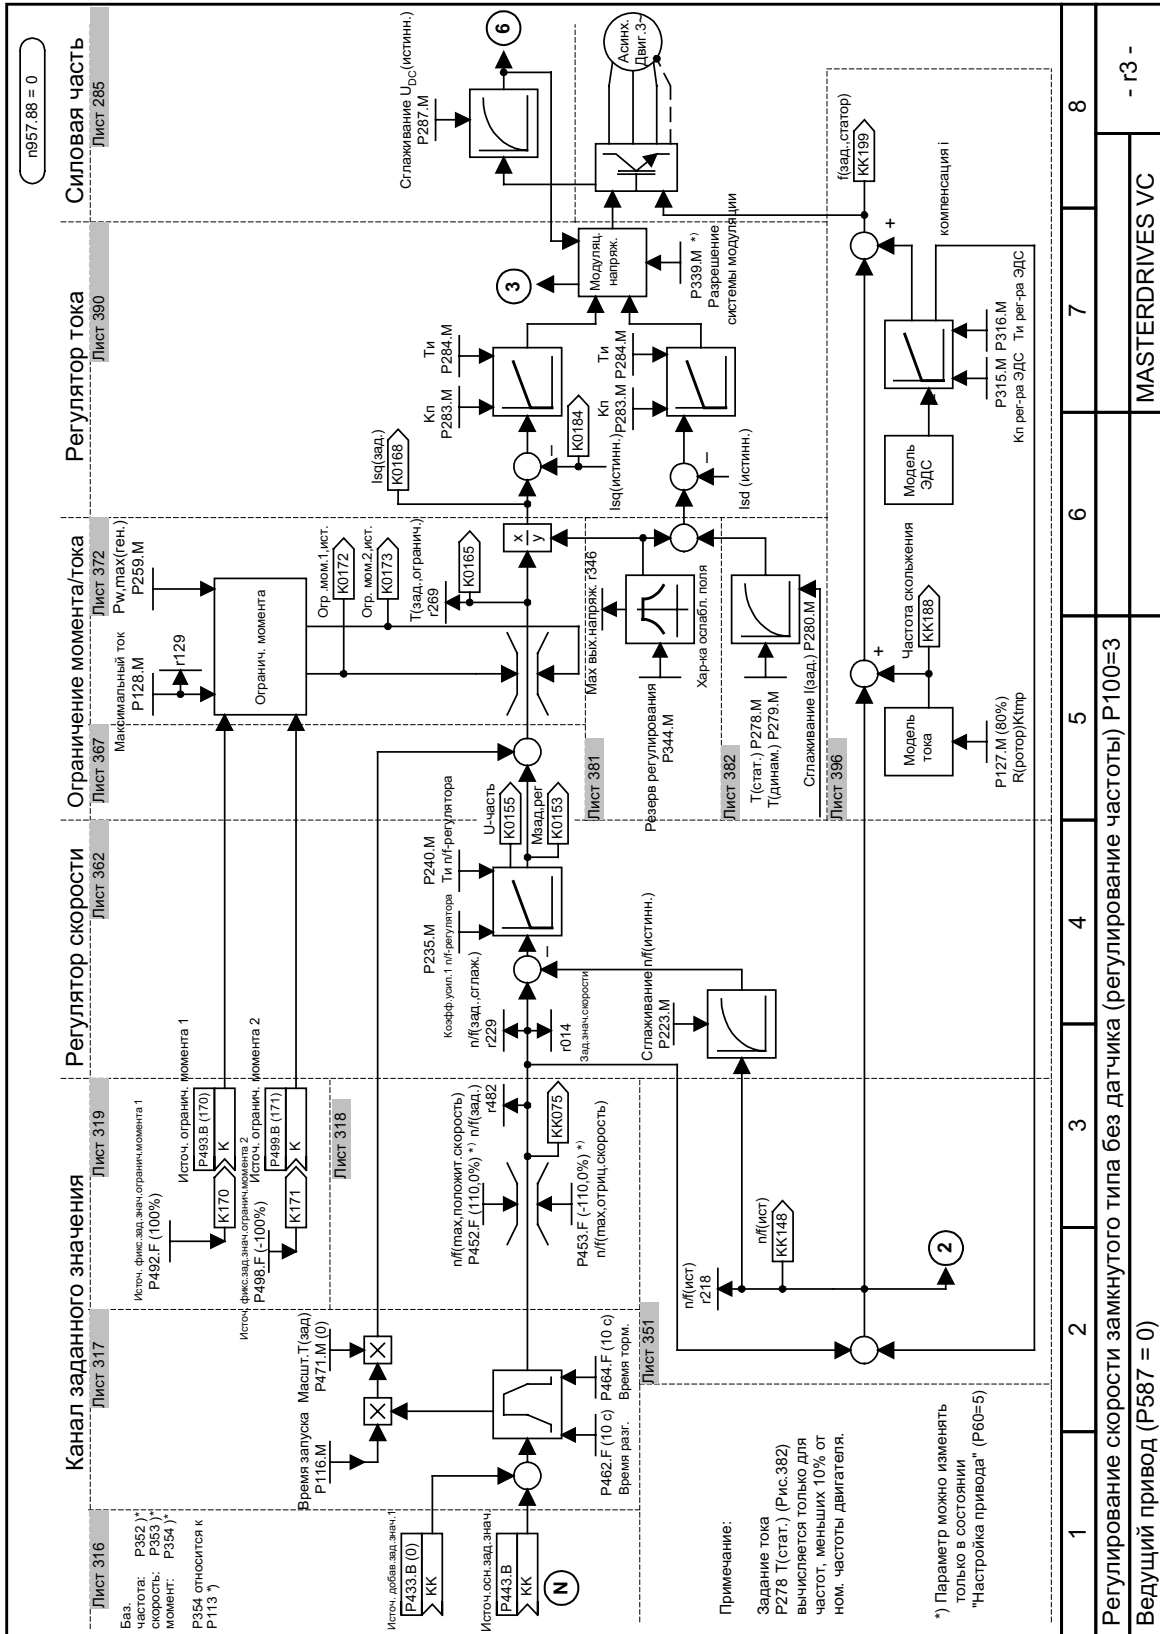 n957.88 = 0
Канал заданного значения
Регулятор скорости
Ограничение момента/тока
Регулятор тока
Силовая часть
Лист 316
Лист 317
Лист 319
Лист 362
Лист 367
Лист 372
Лист 390
Лист 285
Баз.
частота: P352 )*
скорость: P353 )*
момент: P354 )*
P354 относится к
P113 *)
Источ. добав.зад.знач.1
P433.B (0)
KK
Источ.осн.зад.знач.
P443.B
KK
N
Время запуска
P116.M
Масшт.T(зад)
P471.M (0)
P462.F (10 с)
Время разг.
P464.F (10 с)
Время торм.
Источ. фикс.зад.знач.огранич.момента 1
P492.F (100%)
K170
Источ. огранич. момента 1
P493.B (170)
K
Источ. фикс.зад.знач.огранич.момента 2
P498.F (-100%)
K171
Источ. огранич. момента 2
P499.B (171)
K
Лист 318
n/f(max,положит.скорость)
P452.F (110,0%) *)
n/f(зад.)
r482
KK075
P453.F (-110,0%) *)
n/f(max,отриц.скорость)
n/f(зад.,сглаж.)
r229
r014
Зад.знач.скорости
Коэфф.усил.1 n/f-регулятора
P235.M
P240.M
Ти n/f-регулятора
U-часть
K0155
Мзад,рег
K0153
Сглаживание n/f(истинн.)
P223.M
Лист 351
n/f(ист)
r218
n/f(ист)
KK148
2
Максимальный ток
P128.M
r129
Pw,max(ген.)
P259.M
Огранич. момента
Огр.мом.1,ист.
K0172
Огр. мом.2,ист.
K0173
T(зад.,огранич.)
r269
K0165
x
y
Лист 381
Max вых.напряж. r346
Резерв регулирования
P344.M
Хар-ка ослабл. поля
Лист 382
T(стат.) P278.M
T(динам.) P279.M
Сглаживание I(зад.) P280.M
Isq(зад.)
K0168
K0184
Isq(истинн.)
Isd (истинн.)
Кп
P283.M
Ти
P284.M
Кп
P283.M
Ти
P284.M
3
Модуляц.
напряж.
P339.M *)
Разрешение
системы модуляции
Сглаживание UDC(истинн.)
P287.M
6
Асинх.
Двиг.3~
Лист 396
Модель
тока
P127.M (80%)
R(ротор)Ktmp
Частота скольжения
KK188
Модель
ЭДС
P315.M
Кп рег-ра ЭДС
P316.M
Ти рег-ра ЭДС
компенсация i
f(зад.,статор)
KK199
Примечание:
Задание тока
P278 T(стат.) (Рис.382)
вычисляется только для
частот, меньших 10% от
ном. частоты двигателя.
*) Параметр можно изменять
только в состоянии
"Настройка привода" (P60=5)
1
2
3
4
5
6
7
8
Регулирование скорости замкнутого типа без датчика (регулирование частоты) P100=3
Ведущий привод (P587 = 0)
MASTERDRIVES VC
- r3 -